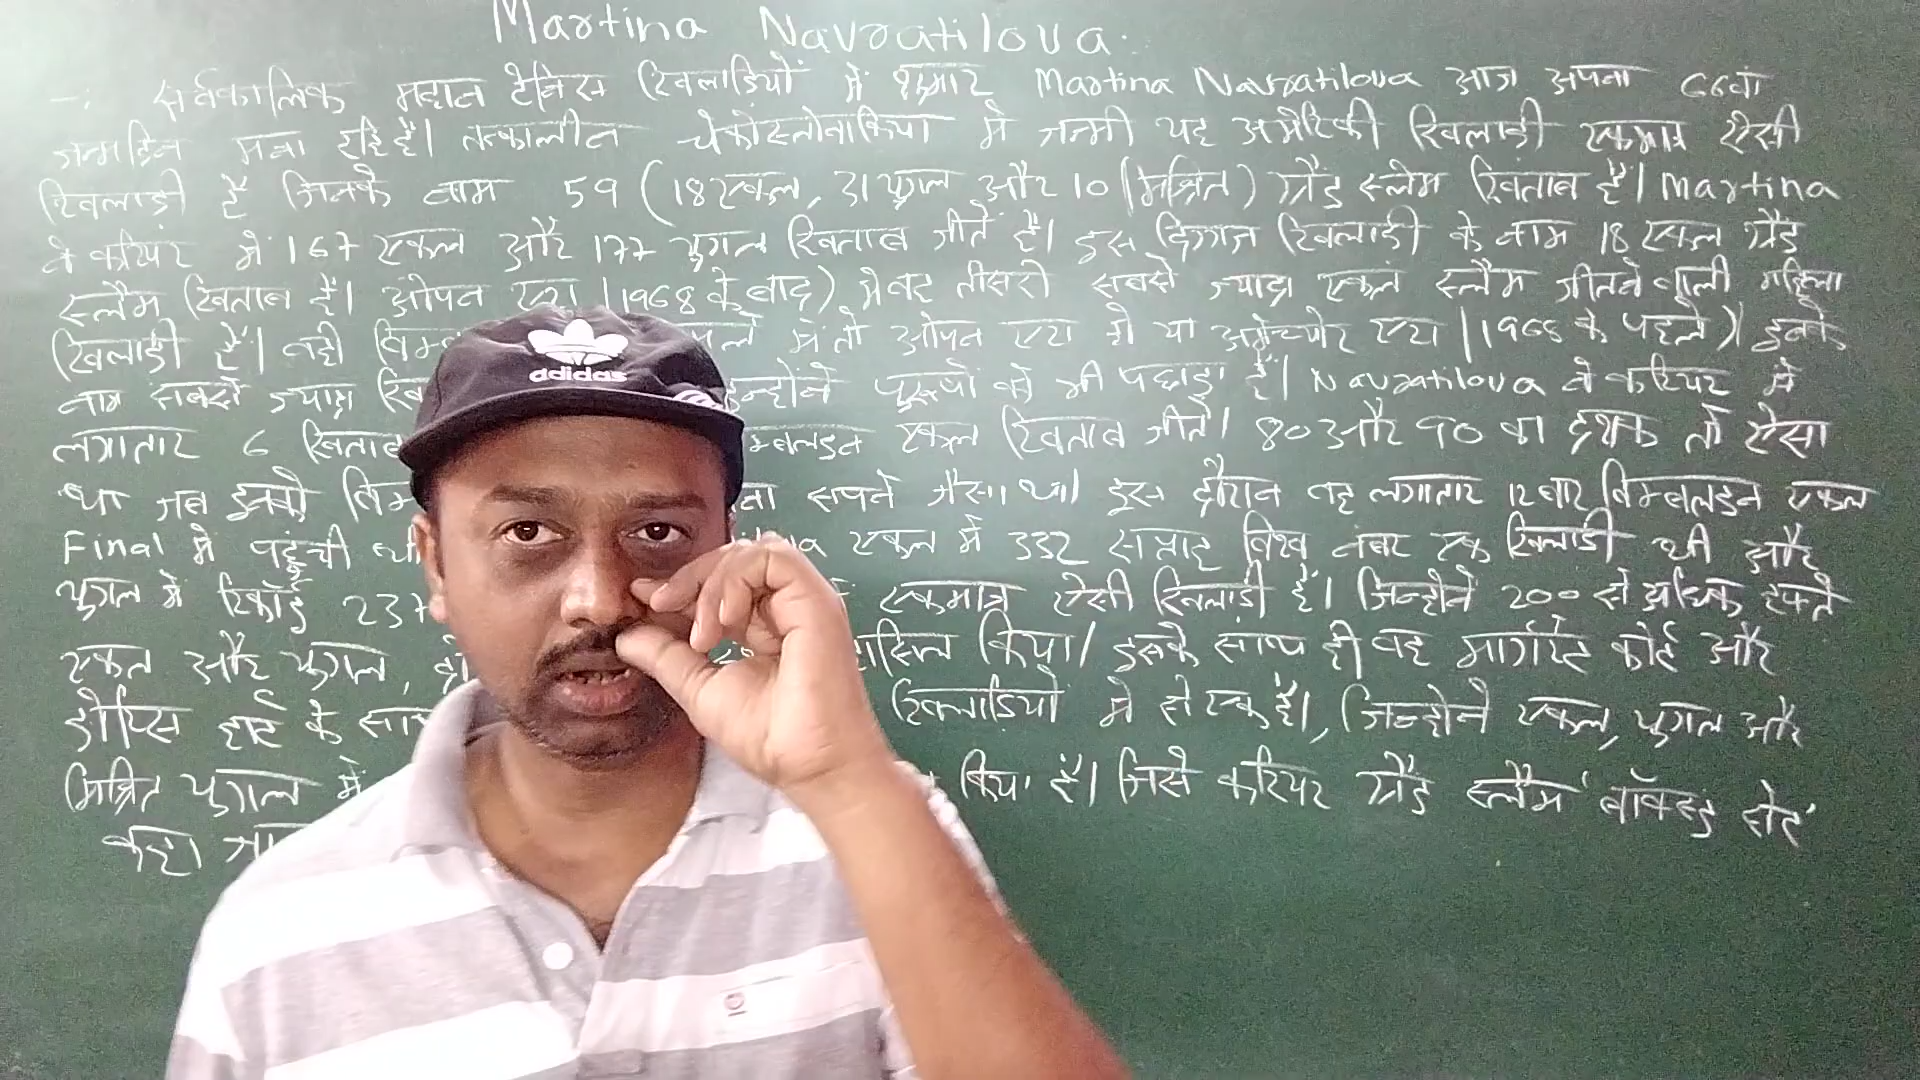 Martina Navratilova.
-: सर्वकालिक महान टेनिस खिलाडियों में शुमार Martina Navratilova आज अपना 66वां
जन्मदिन मना रहि हैं। तत्कालीन चेकोस्लोवाकिया में जन्मी यह अमेरिकी खिलाड़ी एकमात्र ऐसी
खिलाड़ी हैं जिनके नाम 59 (18 एकल, 31 युगल और 10 मिश्रित) ग्रैंड स्लैम खिताब हैं। Martina
ने करियर में 167 एकल और 177 युगल खिताब जीते हैं। इस दिग्गज खिलाड़ी के नाम 18 एकल ग्रैंड
स्लैम खिताब हैं। ओपन एरा (1968 के बाद) में वह तीसरी सबसे ज्यादा एकल स्लैम जीतने वाली महिला
खिलाड़ी हैं। वही में तो ओपन एरा हो या अमेच्योर एरा (1968 के पहले) इनके
नाम सबसे ज्यादा उन्होंने पुरूषों को भी पछाड़ा हैं। Navratilova ने करियर में
लगातार 6 खिताब एकल खिताब जीते। 80 और 90 का दशक तो ऐसा
था जब इनको सपने जैसा था। इस दौरान वह लगातार 12 बार विम्बलडन एकल
Final में पहुंची थी एकल में 332 सप्ताह विश्व नंबर एक खिलाडी थी और
युगल में रिकॉर्ड 237 एकमात्र ऐसी खिलाडी हैं। जिन्होंने 200 से अधिक हफ्ते
एकल और युगल, हासिल किया। इसके साथ ही वह मार्गरेट कोर्ट और
डोरिस हार्ट के साथ खिलाडियों में से एक हैं, जिन्होंने एकल, युगल और
मिश्रित युगल में किया हैं। जिसे करियर ग्रैंड स्लैम 'बॉक्स्ड सेट'
कहा
adidas